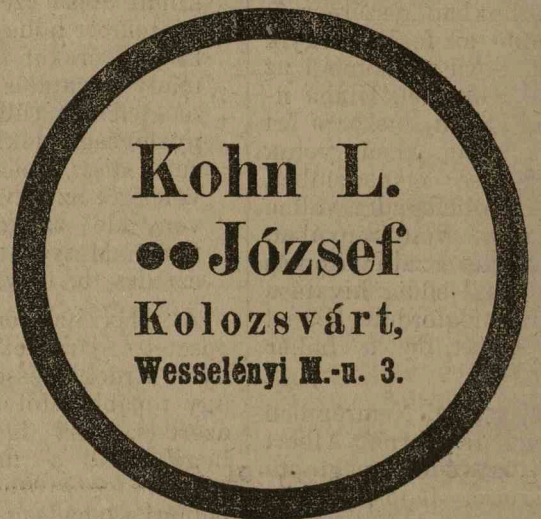 Kohn L.
●●József
Kolozsvárt,
Wesselényi M.-u. 3.